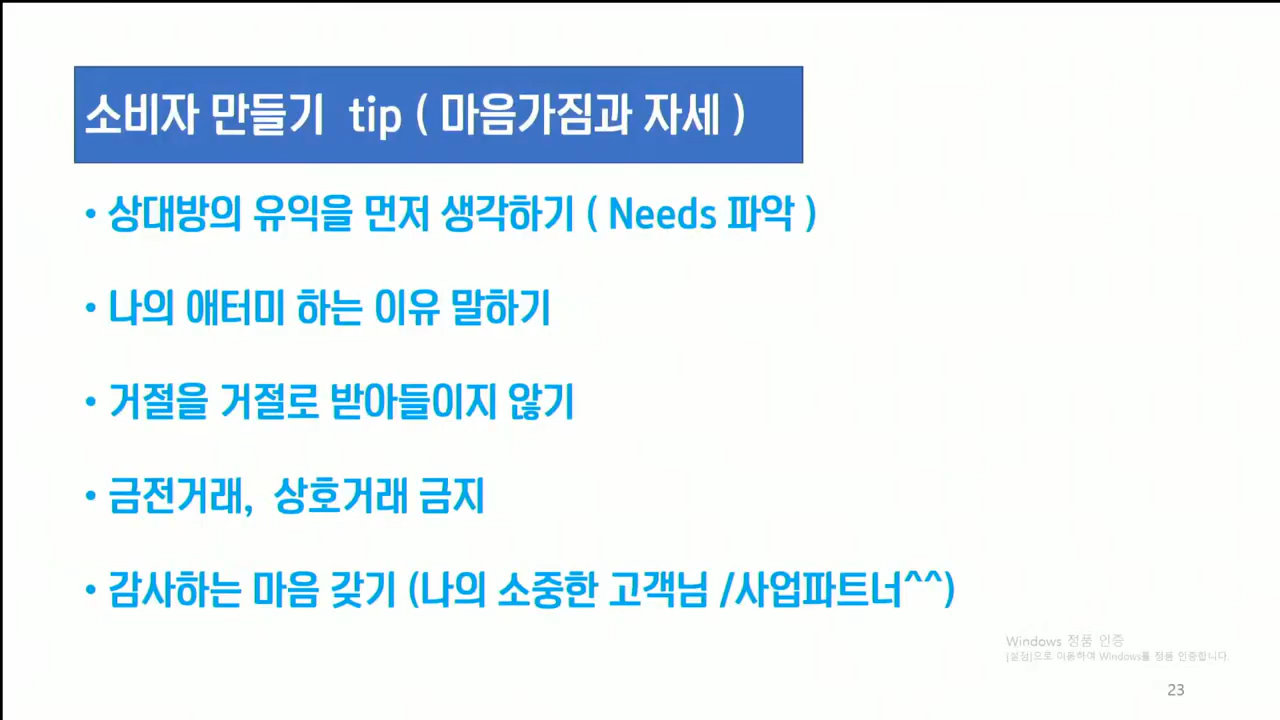 소비자 만들기 tip ( 마음가짐과 자세 )
• 상대방의 유익을 먼저 생각하기 ( Needs 파악 )
• 나의 애터미 하는 이유 말하기
• 거절을 거절로 받아들이지 않기
• 금전거래, 상호거래 금지
• 감사하는 마음 갖기 (나의 소중한 고객님 /사업파트너^^)
Windows 정품 인증
[설정]으로 이동하여 Windows를 정품 인증합니다.
23